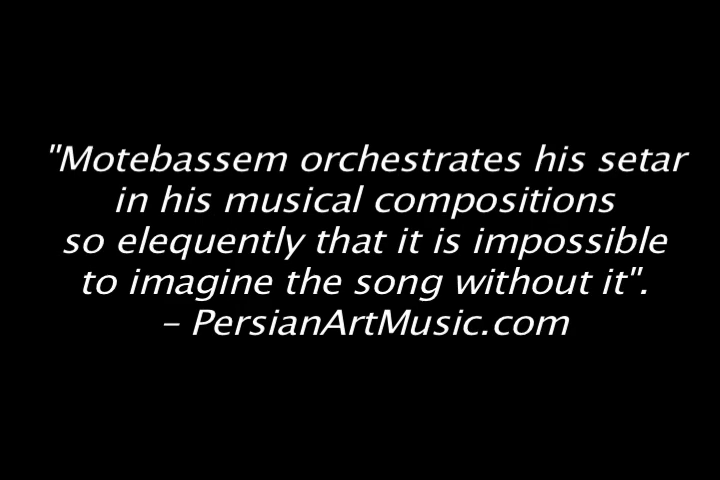 "Motebassem orchestrates his setar
in his musical compositions
so elequently that it is impossible
to imagine the song without it".
– PersianArtMusic.com